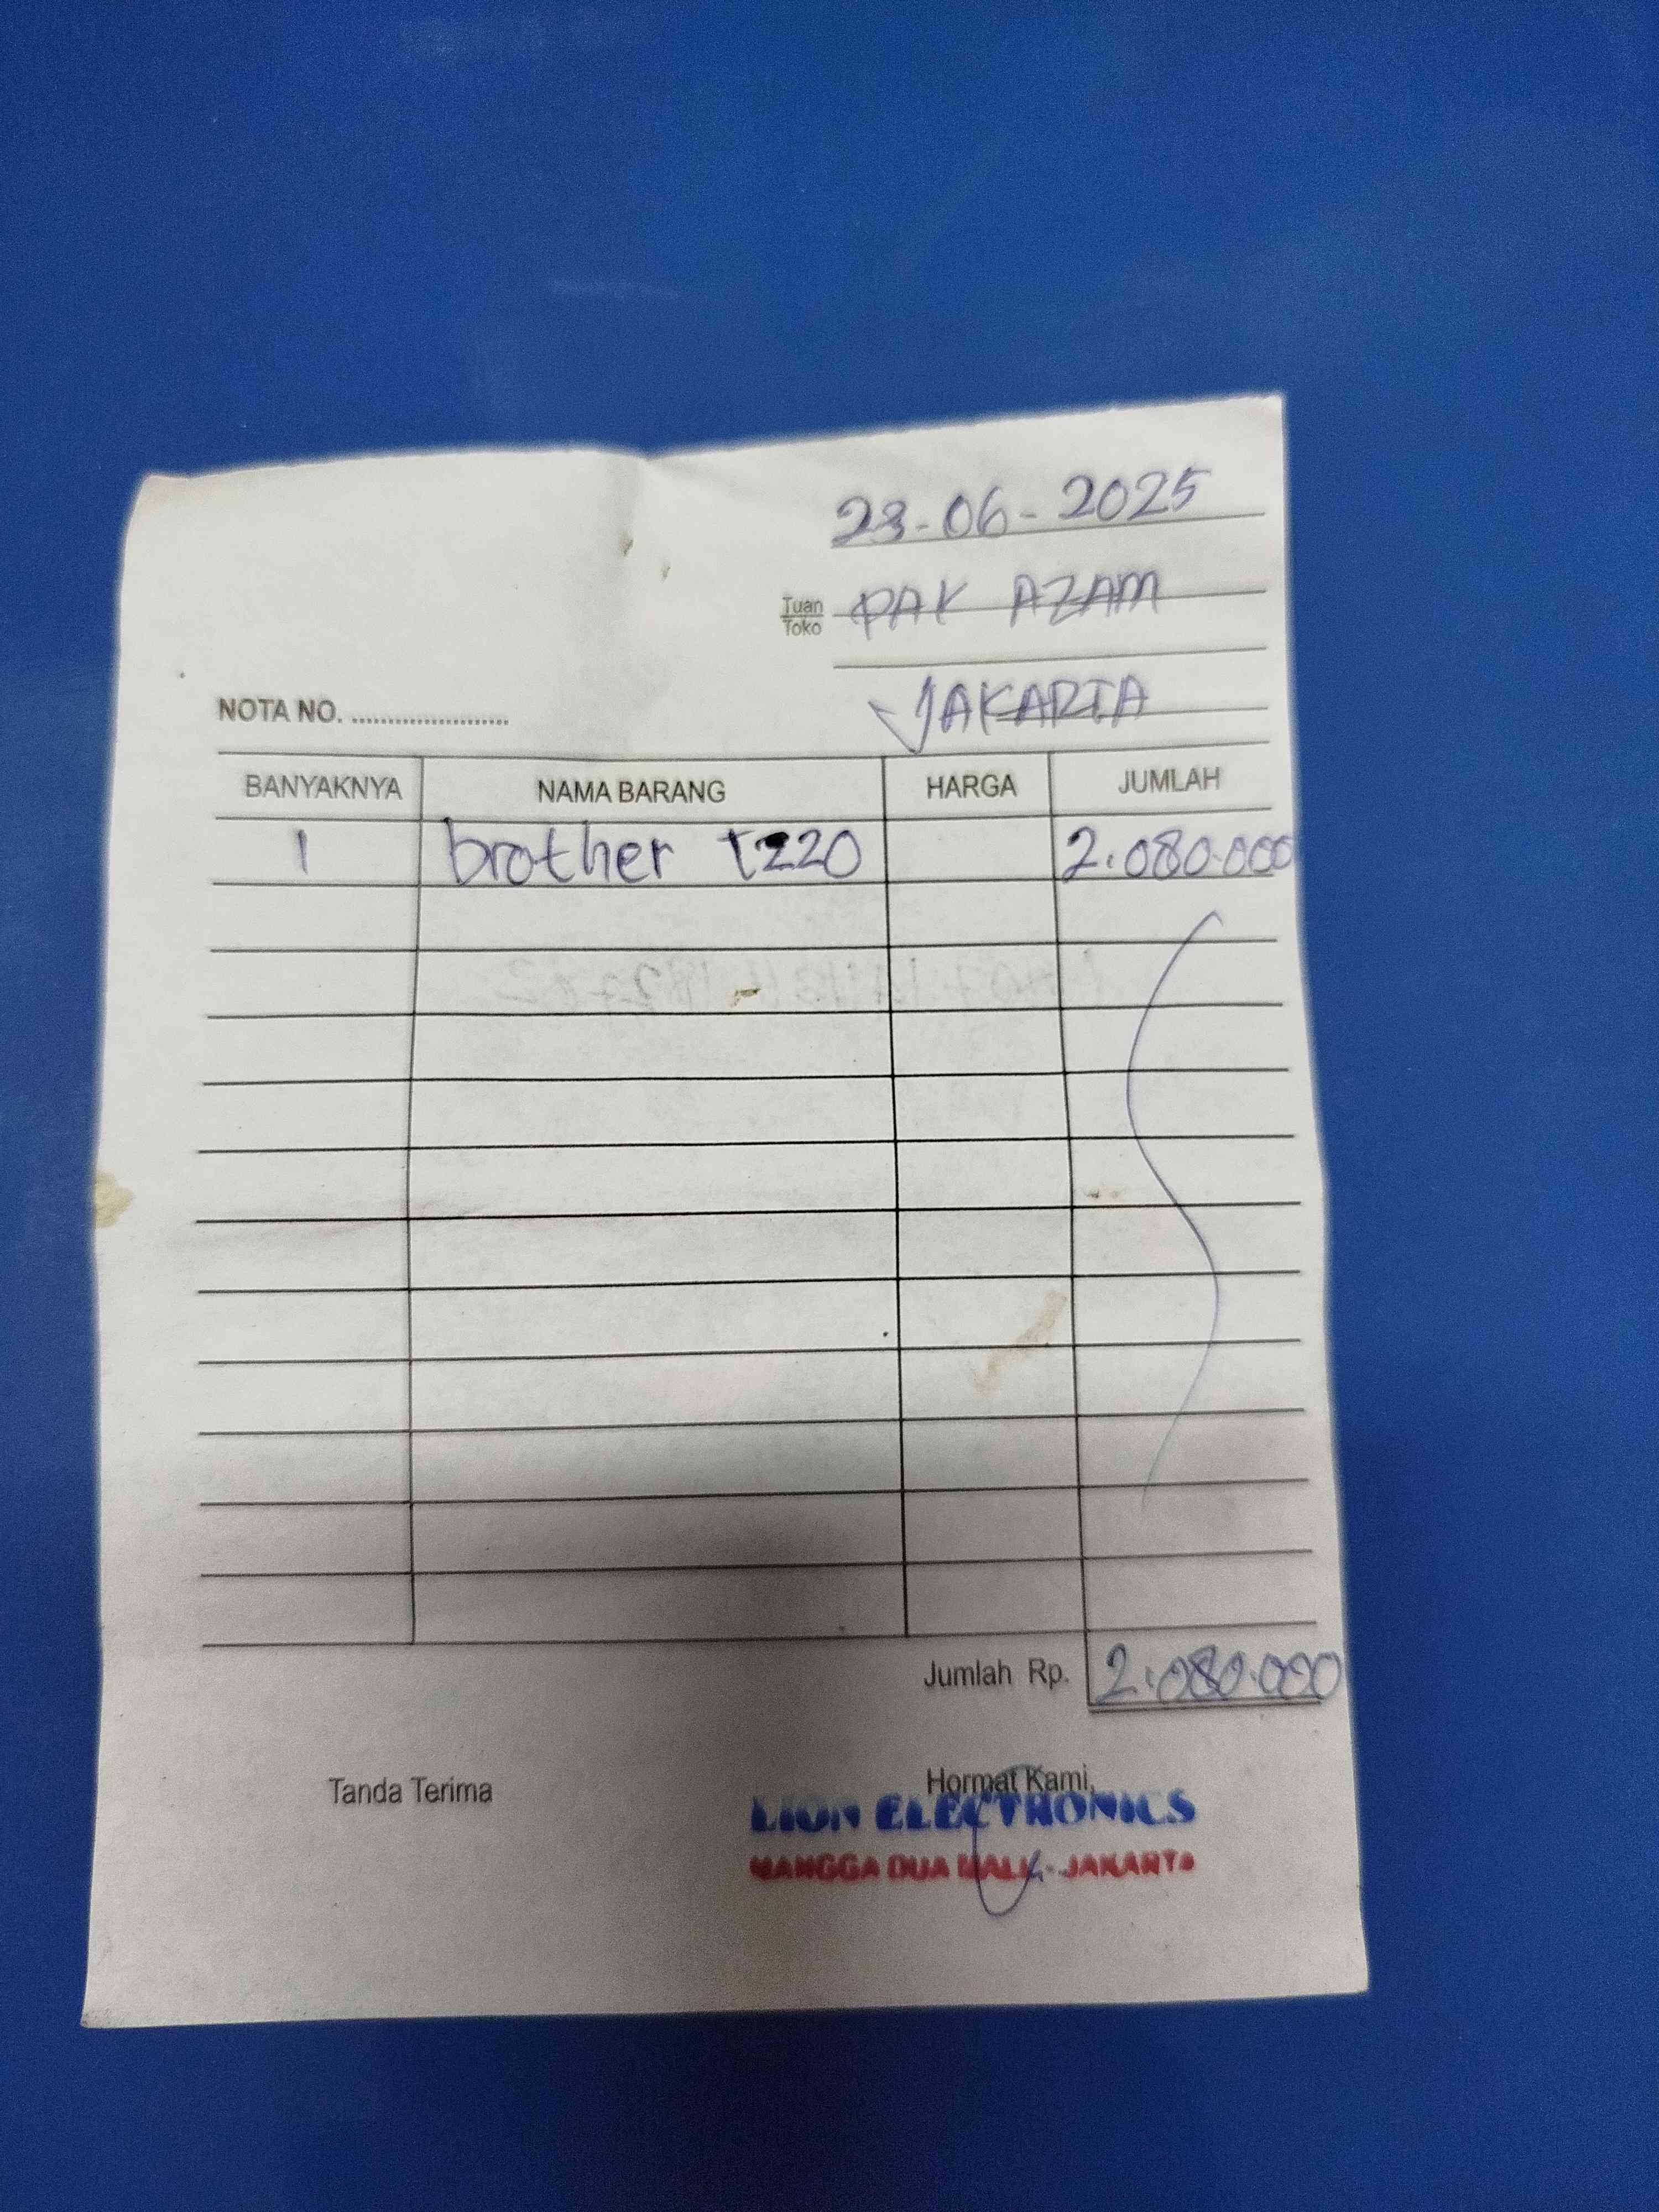 23-06-2025
Tuan
Toko
PAK AZAM
JAKARTA
NOTA NO. ......................
BANYAKNYA NAMA BARANG HARGA JUMLAH
1 brother t220 2.080.000
Jumlah Rp. 2.080.000
Tanda Terima Hormat Kami,
LION ELECTRONICS
MANGGA DUA MALL - JAKARTA